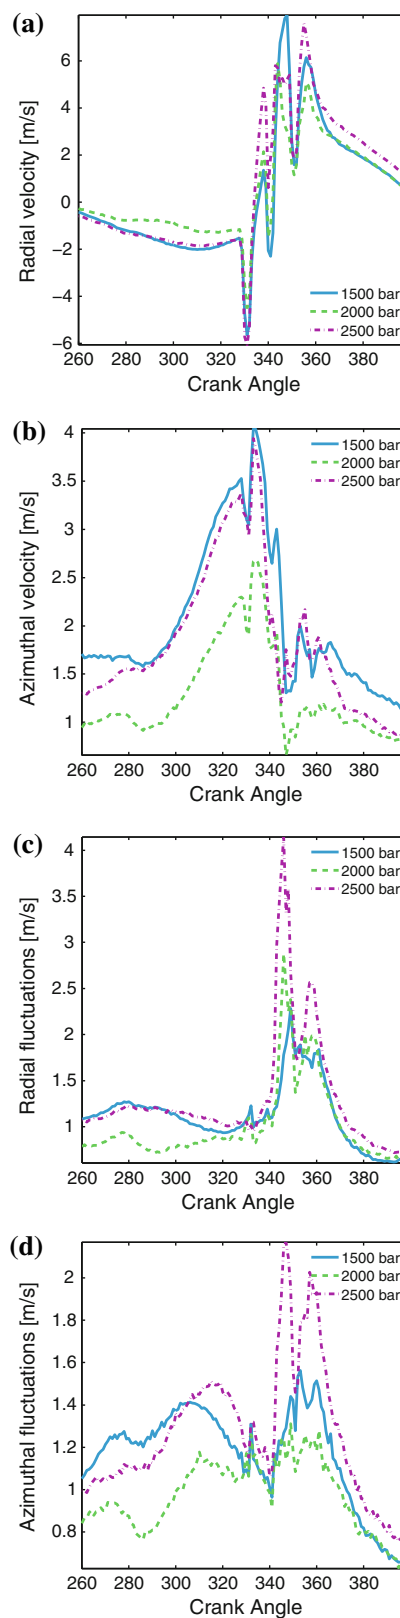 (a)
Radial velocity [m/s]
6
4
2
0
−2
−4
−6
260 280 300 320 340 360 380
Crank Angle
1500 bar
2000 bar
2500 bar
(b)
Azimuthal velocity [m/s]
4
3.5
3
2.5
2
1.5
1
260 280 300 320 340 360 380
Crank Angle
1500 bar
2000 bar
2500 bar
(c)
Radial fluctuations [m/s]
4
3.5
3
2.5
2
1.5
1
260 280 300 320 340 360 380
Crank Angle
1500 bar
2000 bar
2500 bar
(d)
Azimuthal fluctuations [m/s]
2
1.8
1.6
1.4
1.2
1
0.8
260 280 300 320 340 360 380
Crank Angle
1500 bar
2000 bar
2500 bar